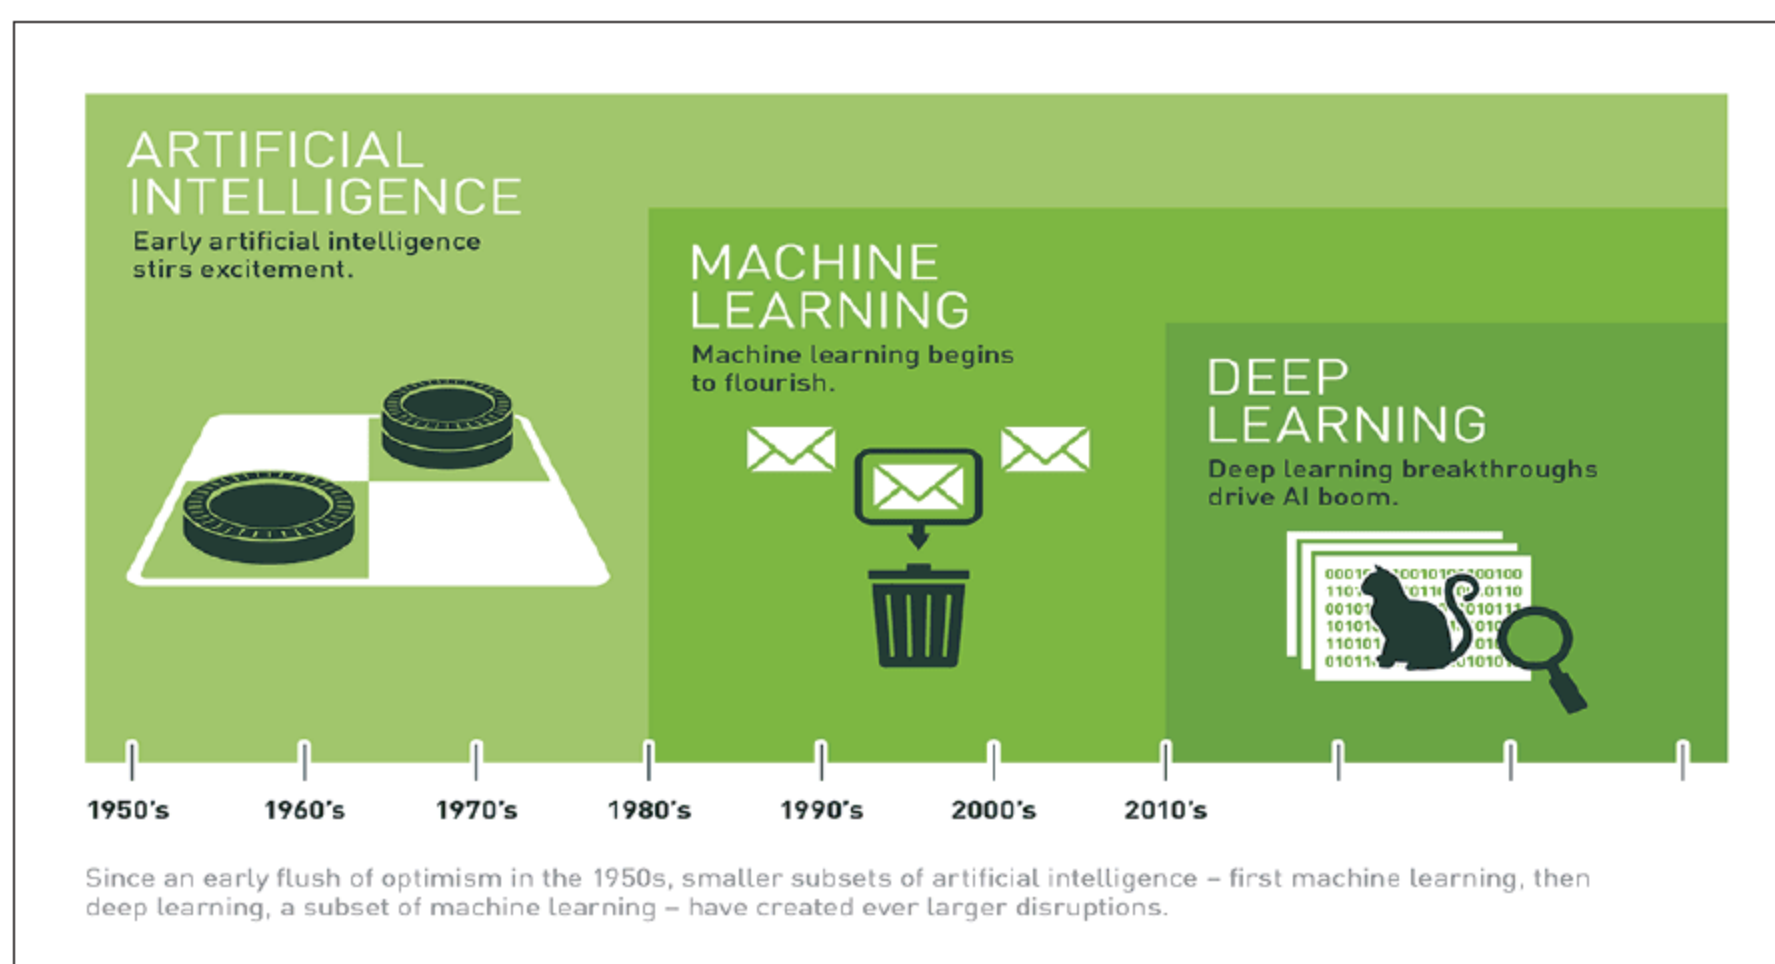 ARTIFICIAL
INTELLIGENCE
Early artificial intelligence
stirs excitement.
MACHINE
LEARNING
Machine learning begins
to flourish.
DEEP
LEARNING
Deep learning breakthroughs
drive AI boom.
1950's 1960's 1970's 1980's 1990's 2000's 2010's
Since an early flush of optimism in the 1950s, smaller subsets of artificial intelligence – first machine learning, then
deep learning, a subset of machine learning – have created ever larger disruptions.